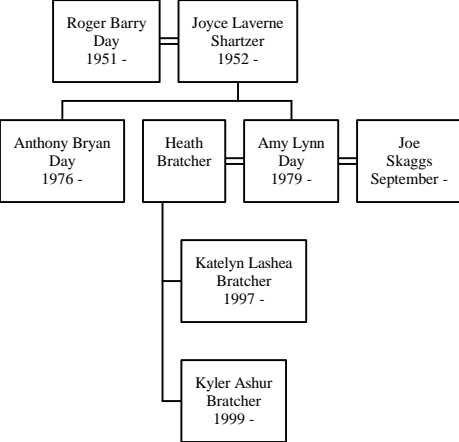 Roger Barry
Day
1951 -
Joyce Laverne
Shartzer
1952 -
Anthony Bryan
Day
1976 -
Heath
Bratcher
Amy Lynn
Day
1979 -
Joe
Skaggs
September -
Katelyn Lashea
Bratcher
1997 -
Kyler Ashur
Bratcher
1999 -